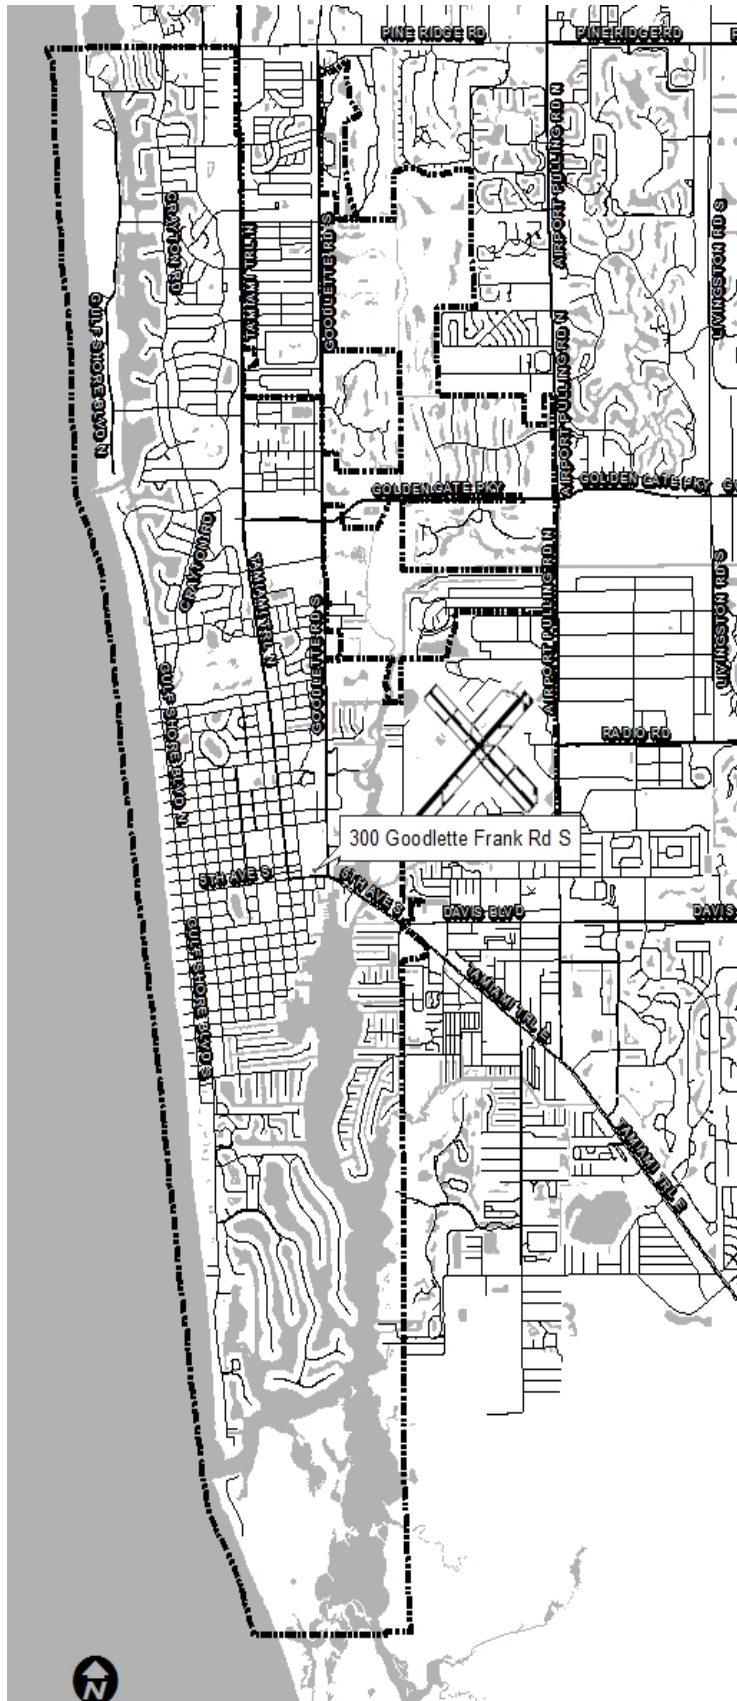 PINE RIDGE RD
PINE RIDGE RD
AIRPORT PULLING RD N
CRAYTON RD
TAMIAMI TRL N
GOODLETTE RD S
LIVINGSTON RD S
GULF SHORE BLVD N
AIRPORT PULLING RD N
GOLDEN GATE PKY
GOLDEN GATE PKY
CRAYTON RD
TAMIAMI TRL N
GOODLETTE RD S
AIRPORT PULLING RD N
LIVINGSTON RD S
GULF SHORE BLVD N
RADIO RD
300 Goodlette Frank Rd S
5TH AVE S
5TH AVE S
DAVIS BLVD
DAVIS
GULF SHORE BLVD S
TAMIAMI TRL E
TAMIAMI TRL E
N